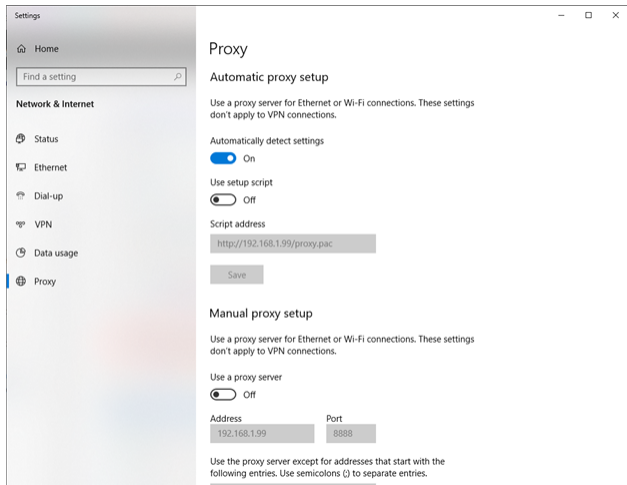 Settings
Home
Find a setting
Network & Internet
Status
Ethernet
Dial-up
VPN
Data usage
Proxy
Proxy
Automatic proxy setup
Use a proxy server for Ethernet or Wi-Fi connections. These settings
don't apply to VPN connections.
Automatically detect settings
On
Use setup script
Off
Script address
http://192.168.1.99/proxy.pac
Save
Manual proxy setup
Use a proxy server for Ethernet or Wi-Fi connections. These settings
don't apply to VPN connections.
Use a proxy server
Off
Address Port
192.168.1.99 8888
Use the proxy server except for addresses that start with the
following entries. Use semicolons (;) to separate entries.